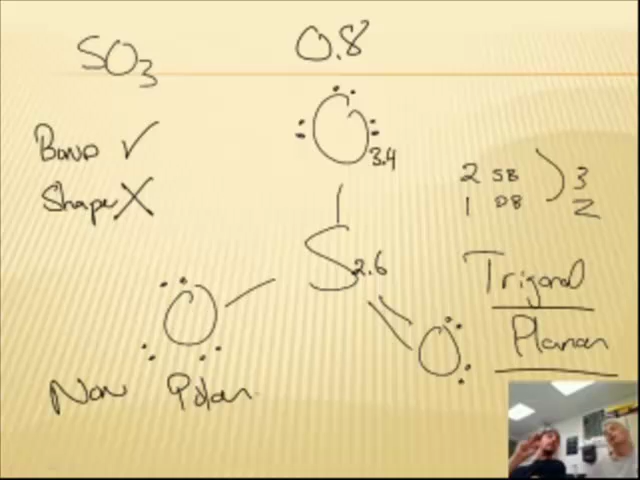 SO3
0.8
Bond ✓
Shape X
O 3.4
2 SB ) 3
1 DB 2
S 2.6
Trigonal
Planar
O
O
Non Polar